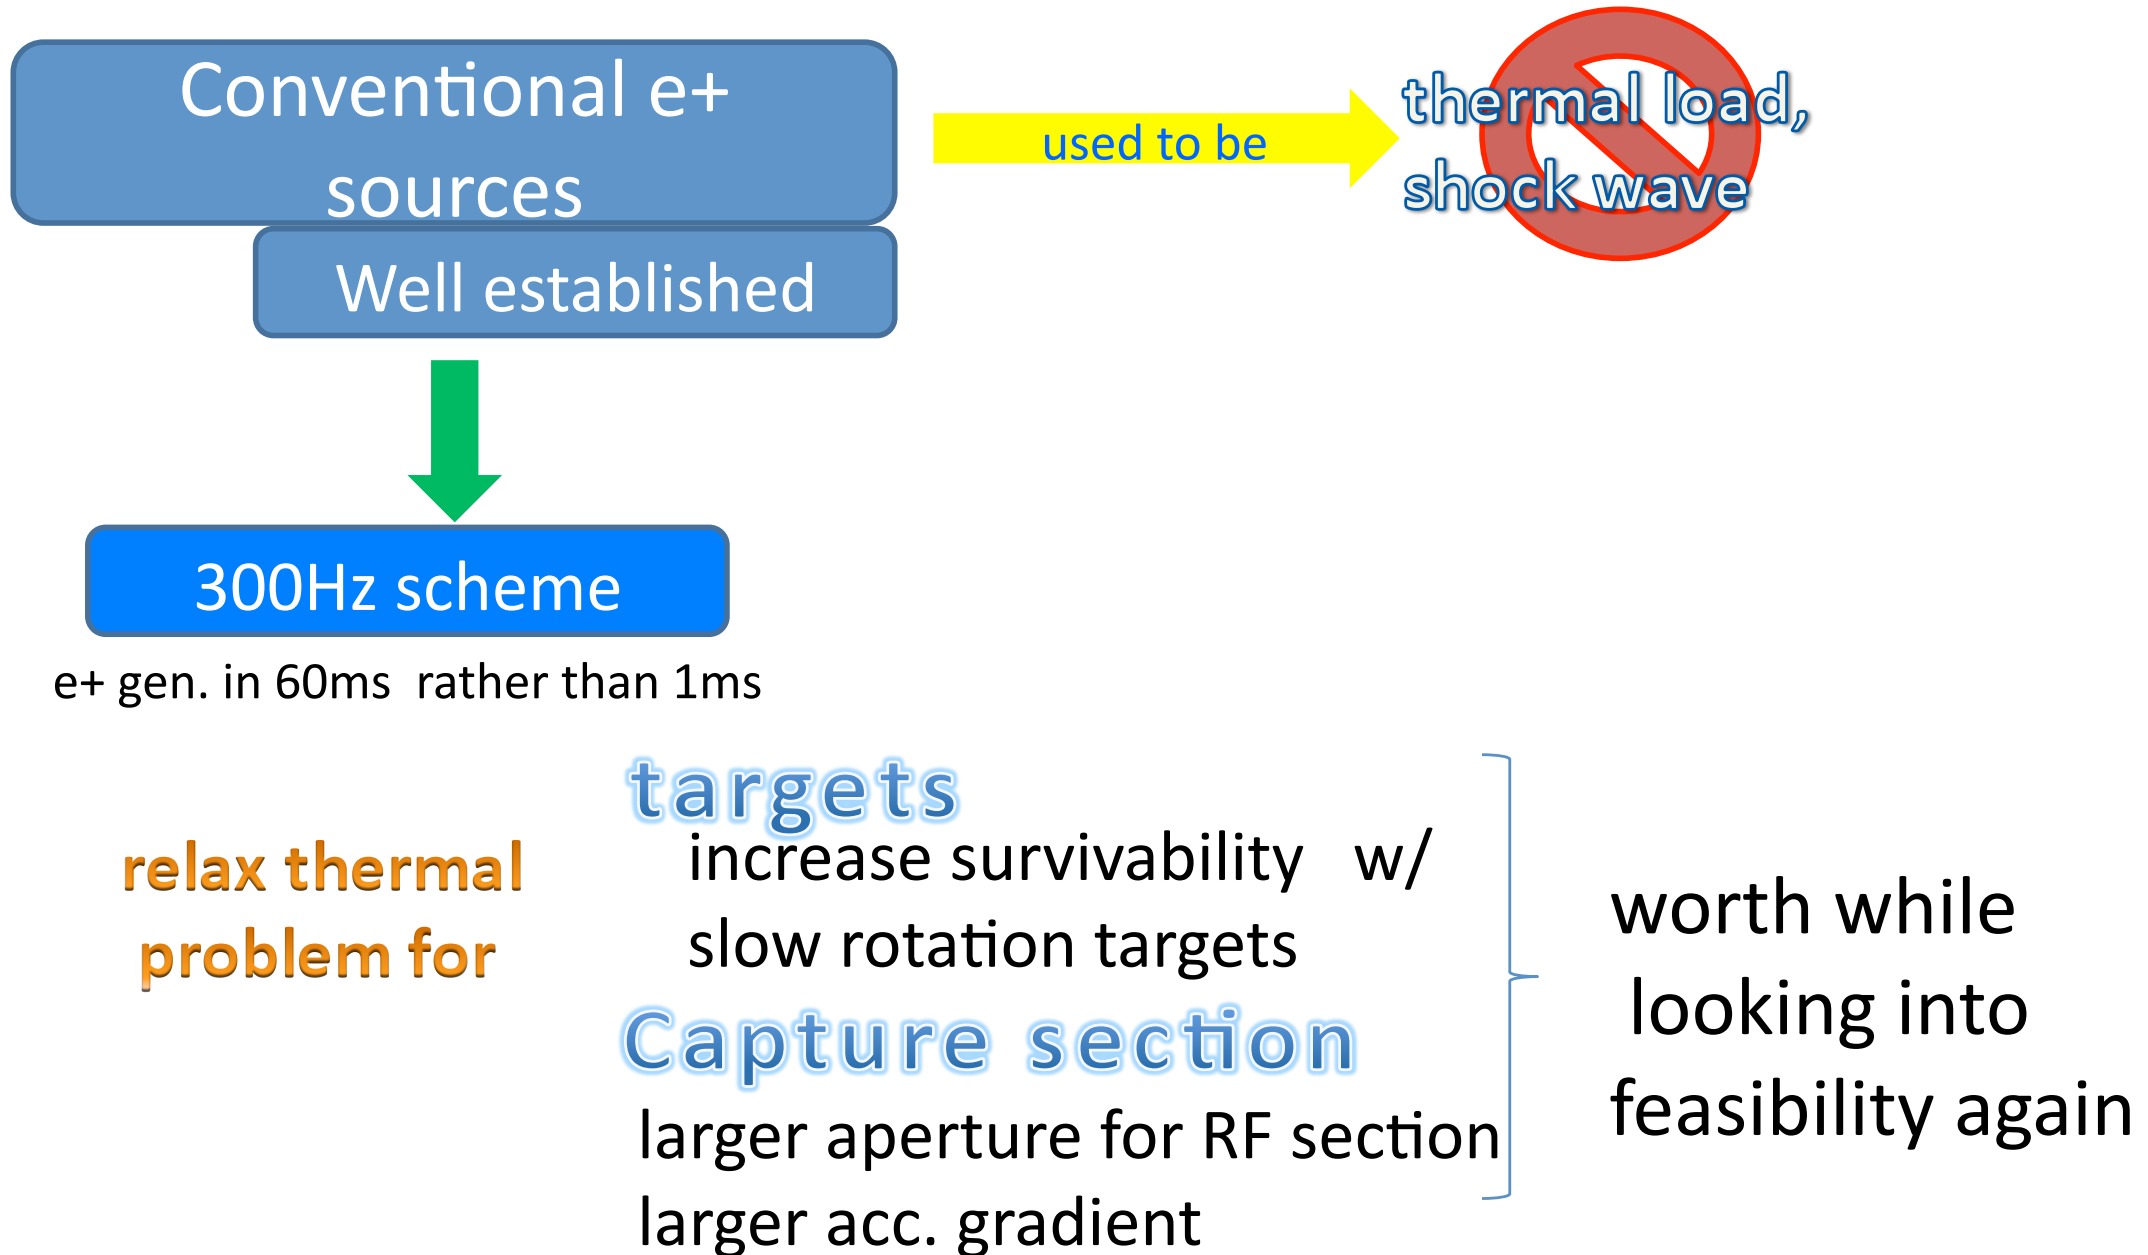 Conventional e+
sources
used to be
thermal load,
shock wave
Well established
300Hz scheme
e+ gen. in 60ms  rather than 1ms
relax thermal
problem for
targets
increase survivability   w/
slow rotation targets
Capture section
larger aperture for RF section
larger acc. gradient
worth while
looking into
feasibility again